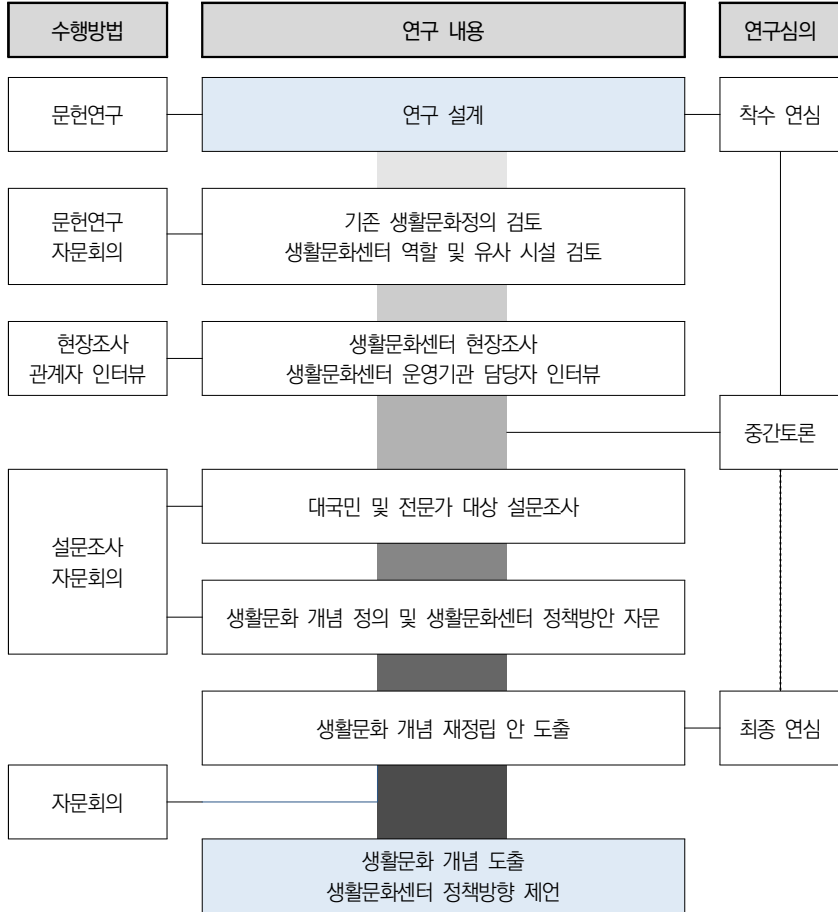 수행방법
연구 내용
연구심의
문헌연구
연구 설계
착수 연심
문헌연구
자문회의
기존 생활문화정의 검토
생활문화센터 역할 및 유사 시설 검토
현장조사
관계자 인터뷰
생활문화센터 현장조사
생활문화센터 운영기관 담당자 인터뷰
중간토론
설문조사
자문회의
대국민 및 전문가 대상 설문조사
생활문화 개념 정의 및 생활문화센터 정책방안 자문
생활문화 개념 재정립 안 도출
최종 연심
자문회의
생활문화 개념 도출
생활문화센터 정책방향 제언